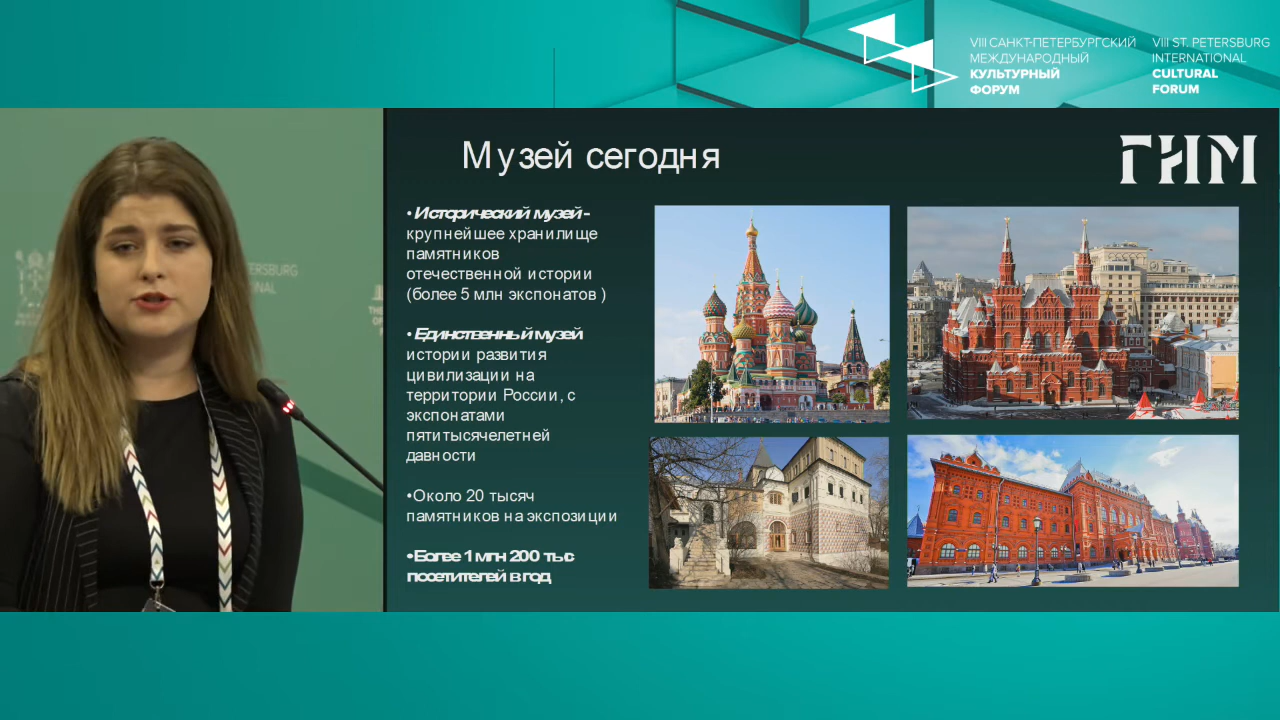 VIII САНКТ-ПЕТЕРБУРГСКИЙ
МЕЖДУНАРОДНЫЙ
КУЛЬТУРНЫЙ
ФОРУМ
VIII ST. PETERSBURG
INTERNATIONAL
CULTURAL
FORUM
Музей сегодня
ГИМ
•Исторический музей -
крупнейшее хранилище
памятников
отечественной истории
(более 5 млн экспонатов )
•Единственный музей
истории развития
цивилизации на
территории России, с
экспонатами
пятитысячелетней
давности
•Около 20 тысяч
памятников на экспозиции
•Более 1 млн 200 тыс
посетителей в год